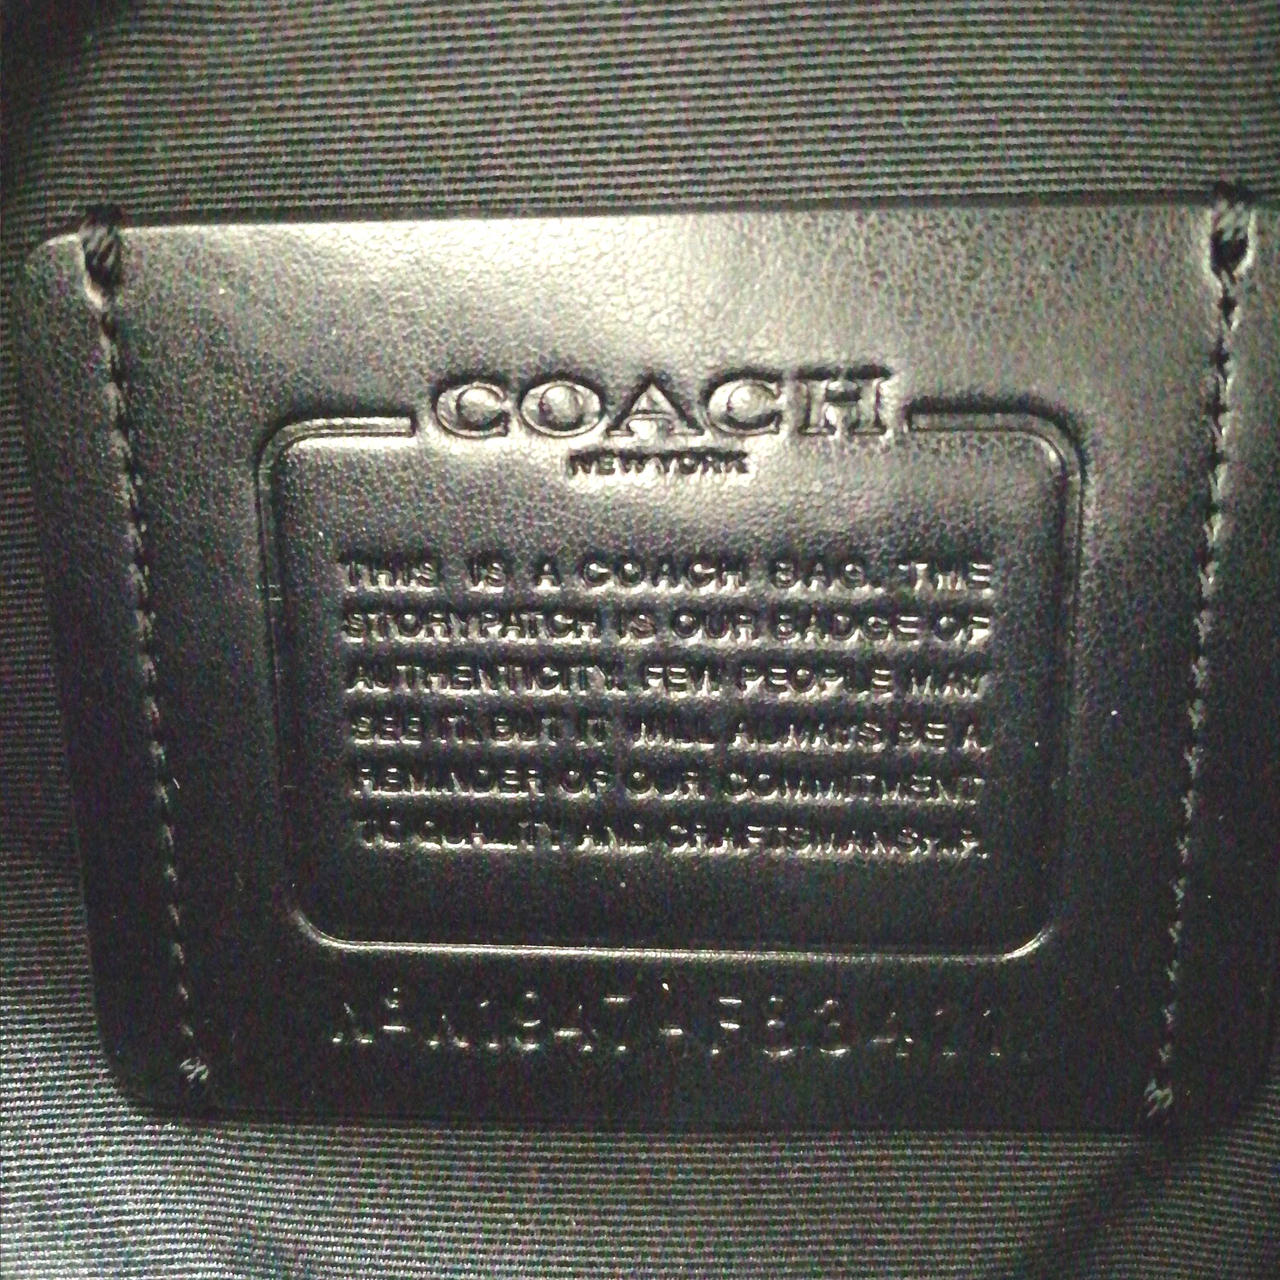 COACH
NEW YORK
THIS IS A COACH BAG. THE
STORYPATCH IS OUR BADGE OF
AUTHENTICITY. FEW PEOPLE MAY
SEE IT. BUT IT WILL ALWAYS BE A
REMINDER OF OUR COMMITMENT
TO QUALITY AND CRAFTSMANSHIP.